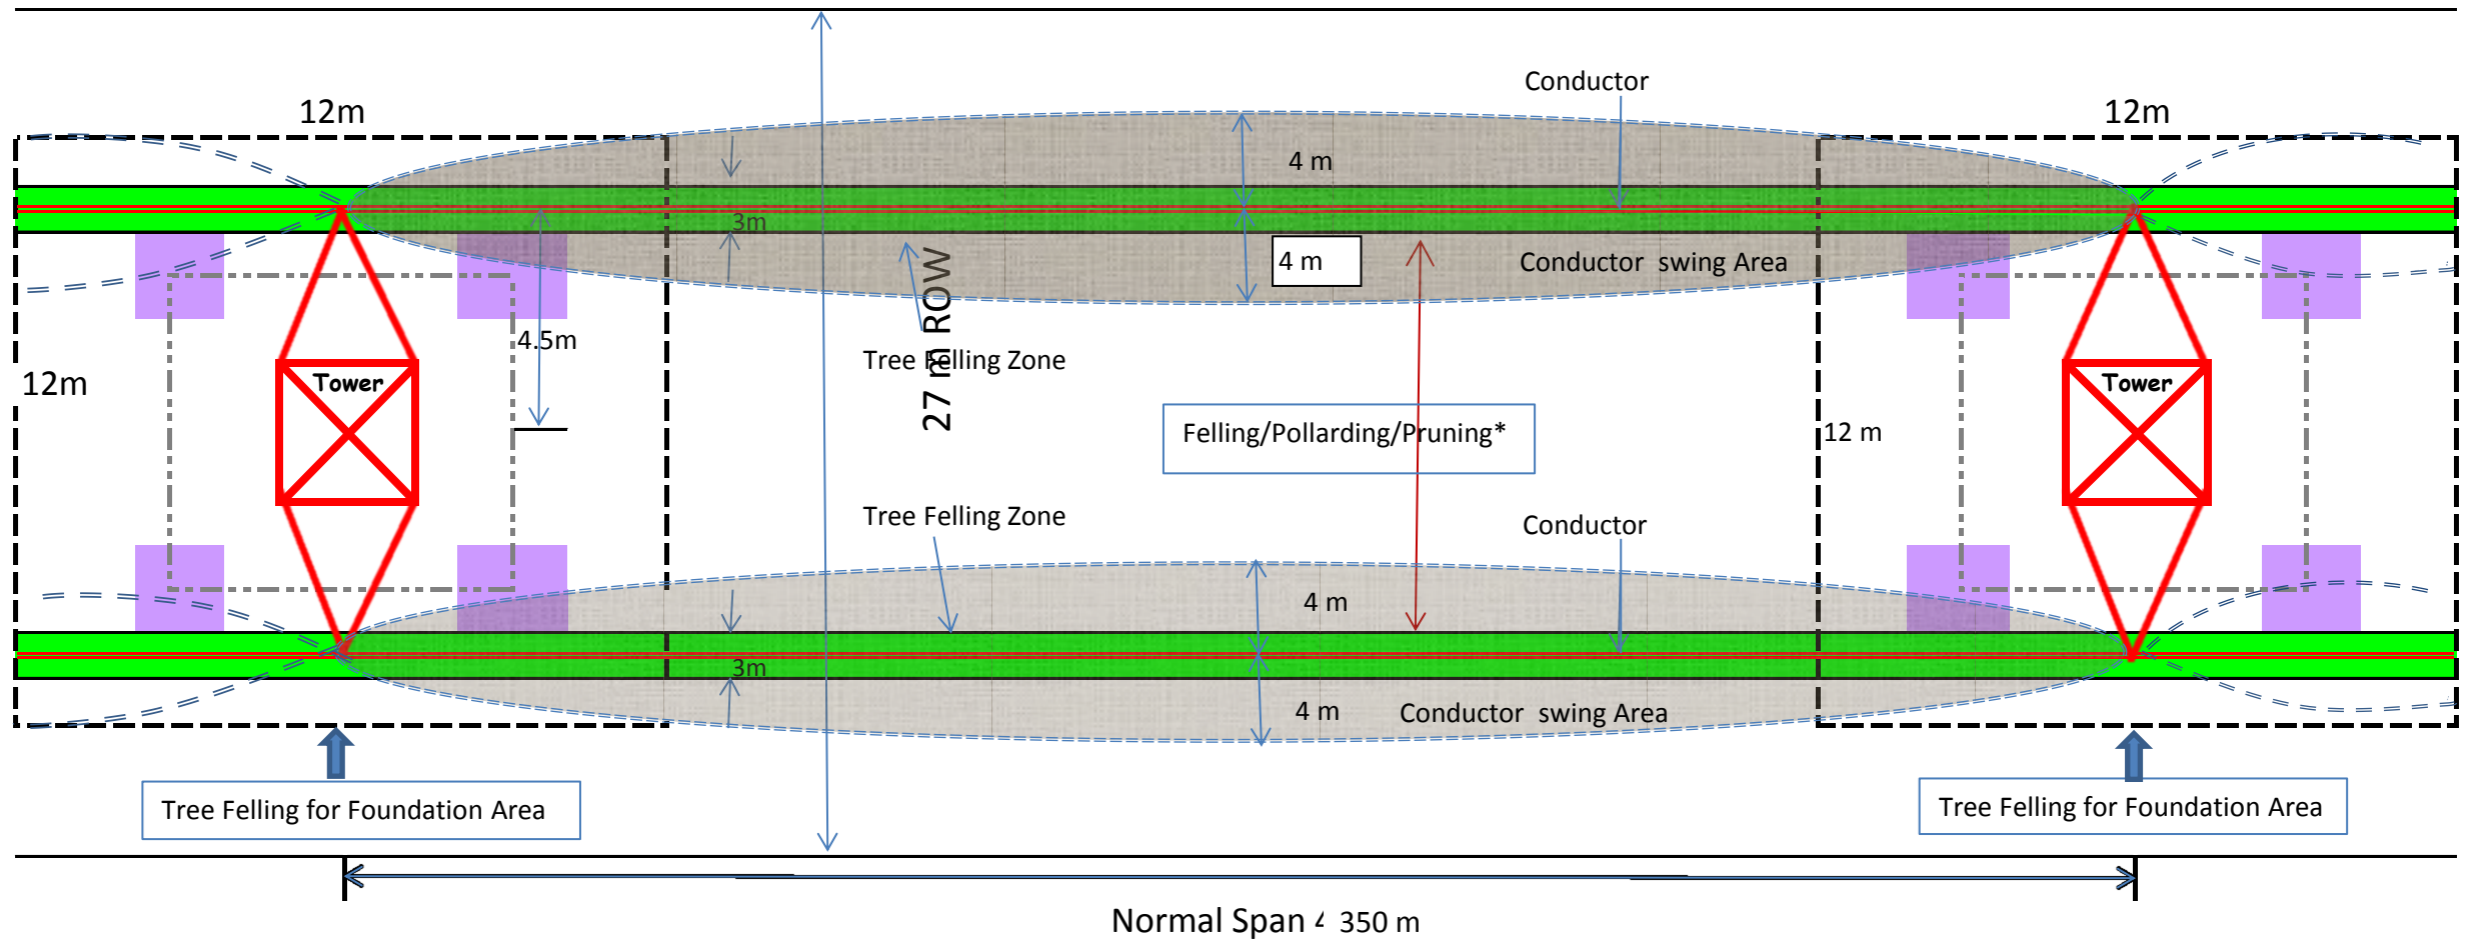 Conductor
12m
12m
4 m
3m
4 m
Conductor swing Area
27 m ROW
4.5m
Tree Felling Zone
12m
Tower
Tower
Felling/Pollarding/Pruning*
12 m
Tree Felling Zone
Conductor
4 m
3m
4 m
Conductor swing Area
Tree Felling for Foundation Area
Tree Felling for Foundation Area
Normal Span 350 m